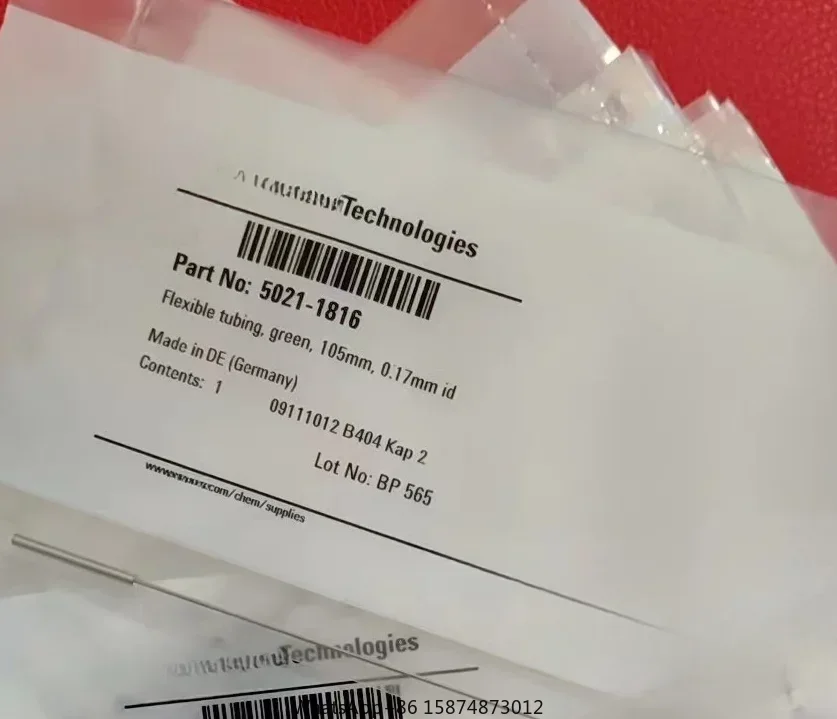 Technologies
Part No: 5021-1816
Flexible tubing, green, 105mm, 0.17mm id
Made in DE (Germany)
Contents: 1
09111012 B404 Kap 2
Lot No: BP 565
.com/chem/supplies
Technologies
86 15874873012